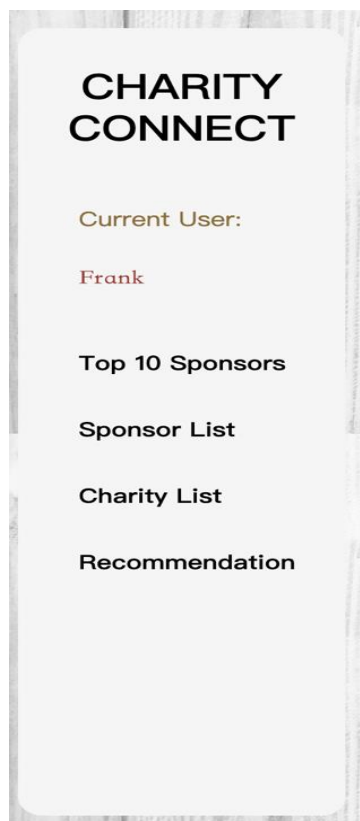 CHARITY
CONNECT
Current User:
Frank
Top 10 Sponsors
Sponsor List
Charity List
Recommendation